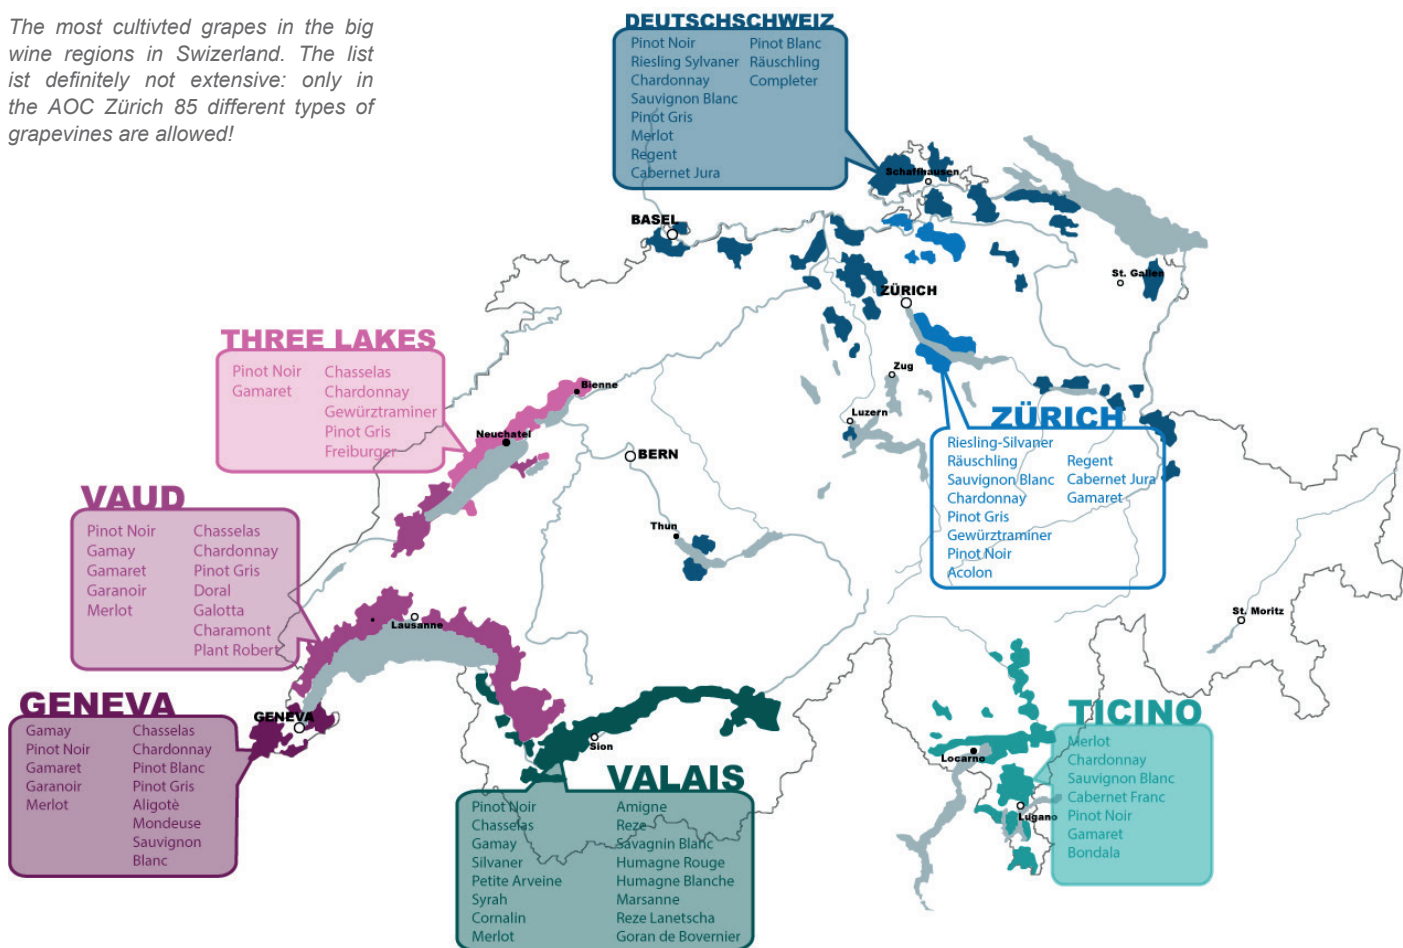 The most cultivted grapes in the big
wine regions in Swizerland. The list
ist definitely not extensive: only in
the AOC Zürich 85 different types of
grapevines are allowed!
DEUTSCHSCHWEIZ
Pinot Noir
Riesling Sylvaner
Chardonnay
Sauvignon Blanc
Pinot Gris
Merlot
Regent
Cabernet Jura
Pinot Blanc
Räuschling
Completer
Schaffhausen
BASEL
St. Gallen
ZÜRICH
THREE LAKES
Pinot Noir
Gamaret
Chasselas
Chardonnay
Gewürztraminer
Pinot Gris
Freiburger
Bienne
Neuchatel
Zug
Luzern
BERN
ZÜRICH
Riesling-Silvaner
Räuschling
Sauvignon Blanc
Chardonnay
Pinot Gris
Gewürztraminer
Pinot Noir
Acolon
Regent
Cabernet Jura
Gamaret
VAUD
Pinot Noir
Gamay
Gamaret
Garanoir
Merlot
Chasselas
Chardonnay
Pinot Gris
Doral
Galotta
Charamont
Plant Robert
Thun
Lausanne
St. Moritz
GENEVA
Gamay
Pinot Noir
Gamaret
Garanoir
Merlot
Chasselas
Chardonnay
Pinot Blanc
Pinot Gris
Aligotè
Mondeuse
Sauvignon
Blanc
GENEVA
Sion
VALAIS
Pinot Noir
Chasselas
Gamay
Silvaner
Petite Arveine
Syrah
Cornalin
Merlot
Amigne
Reze
Savagnin Blanc
Humagne Rouge
Humagne Blanche
Marsanne
Reze Lanetscha
Goran de Bovernier
TICINO
Merlot
Chardonnay
Sauvignon Blanc
Cabernet Franc
Pinot Noir
Gamaret
Bondala
Locarno
Lugano